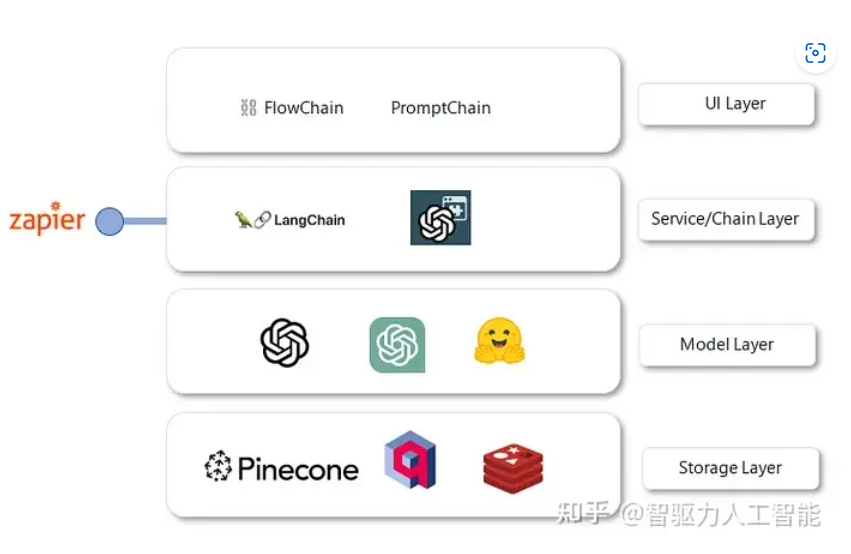 FlowChain PromptChain UI Layer
zapier LangChain Service/Chain Layer
Model Layer
Pinecone Storage Layer
知乎 @智驱力人工智能